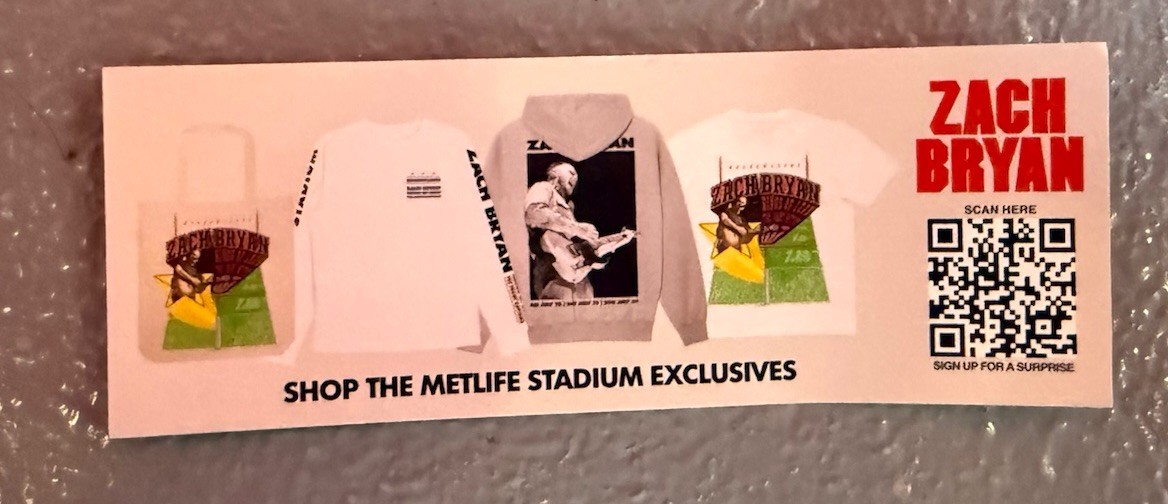 SHOP THE METLIFE STADIUM EXCLUSIVES
ZACH
BRYAN
SCAN HERE
SIGN UP FOR A SURPRISE
ZACH BRYAN
STADIUM
ZACH BRYAN
ZACH BRYAN